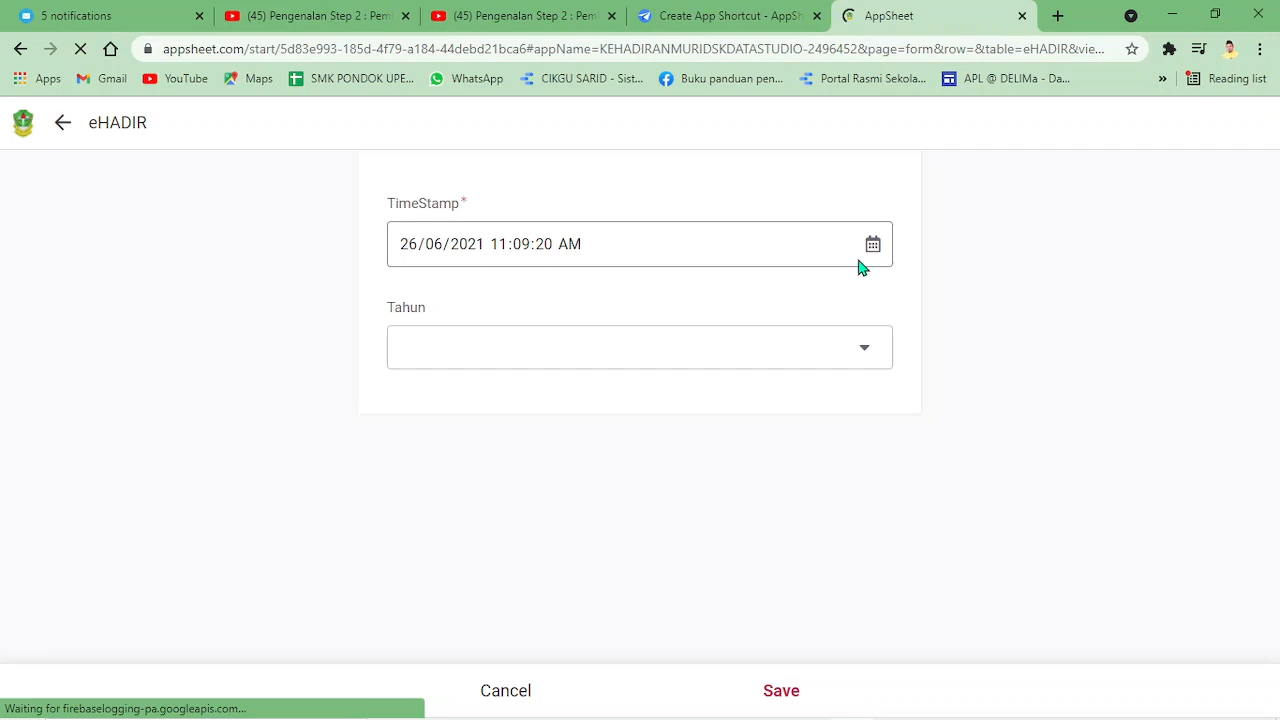 5 notifications
(45) Pengenalan Step 2 : Pemb
(45) Pengenalan Step 2 : Pemb
Create App Shortcut - AppSh
AppSheet
appsheet.com/start/5d83e993-185d-4f79-a184-44debd21bca6#appName=KEHADIRANMURIDSKDATASTUDIO-2496452&page=form&row=&table=eHADIR&vie...
Apps
Gmail
YouTube
Maps
SMK PONDOK UPE...
WhatsApp
CIKGU SARID - Sist...
Buku panduan pen...
Portal Rasmi Sekola...
APL @ DELIMa - Da...
»
Reading list
eHADIR
TimeStamp*
26/06/2021 11:09:20 AM
Tahun
Cancel
Save
Waiting for firebaselogging-pa.googleapis.com...